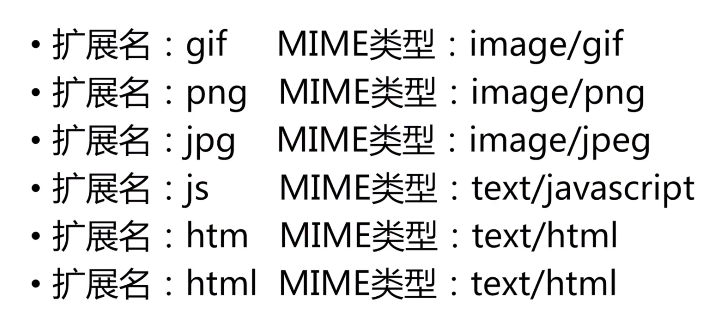 • 扩展名：gif MIME类型：image/gif
• 扩展名：png MIME类型：image/png
• 扩展名：jpg MIME类型：image/jpeg
• 扩展名：js MIME类型：text/javascript
• 扩展名：htm MIME类型：text/html
• 扩展名：html MIME类型：text/html